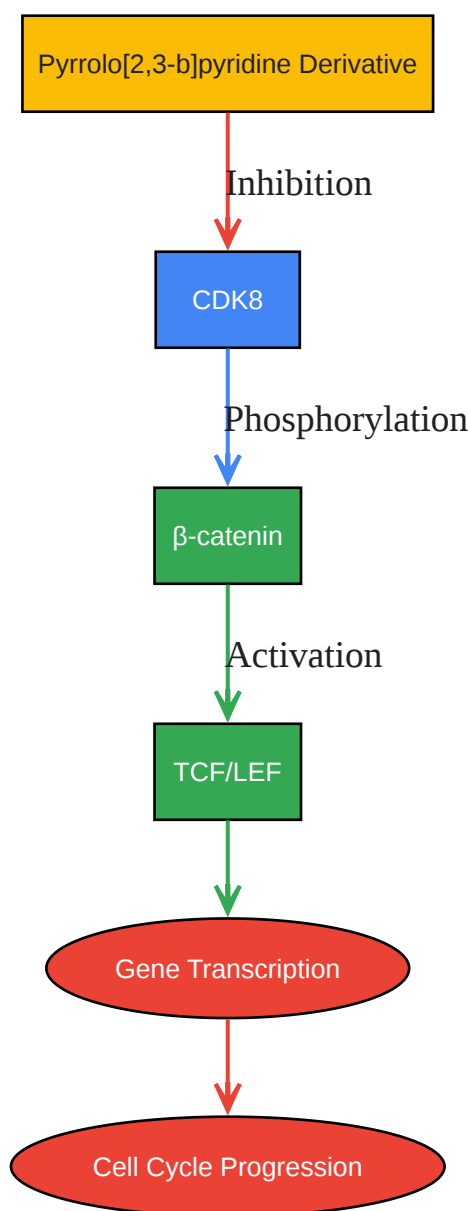 Pyrrolo[2,3-b]pyridine Derivative
Inhibition
CDK8
Phosphorylation
β-catenin
Activation
TCF/LEF
Gene Transcription
Cell Cycle Progression